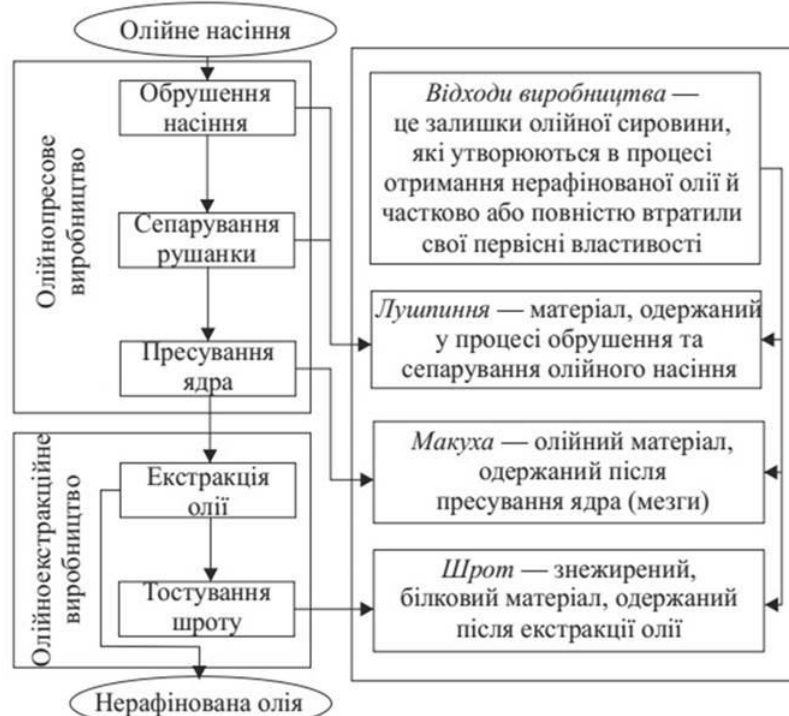 Олійне насіння
Олійнопресове
виробництво
Обрушення
насіння
Сепарування
рушанки
Пресування
ядра
Олійноекстракційне
виробництво
Екстракція
олії
Тостування
шроту
Нерафінована олія
Відходи виробництва —
це залишки олійної сировини,
які утворюються в процесі
отримання нерафінованої олії й
частково або повністю втратили
свої первісні властивості
Лушпиння — матеріал, одержаний
у процесі обрушення та
сепарування олійного насіння
Макуха — олійний матеріал,
одержаний після
пресування ядра (мезги)
Шрот — знежирений,
білковий матеріал, одержаний
після екстракції олії